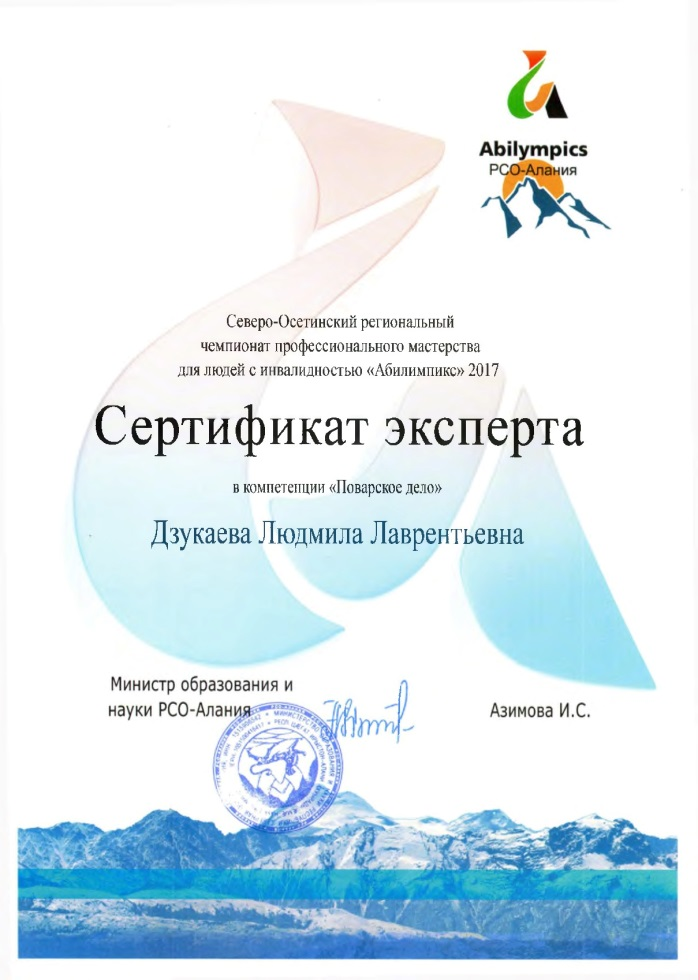 Abilympics
РСО-Алания
Северо-Осетинский региональный
чемпионат профессионального мастерства
для людей с инвалидностью «Абилимпикс» 2017
Сертификат эксперта
в компетенции «Поварское дело»
Дзукаева Людмила Лаврентьевна
Министр образования и
науки РСО-Алания
Азимова И.С.